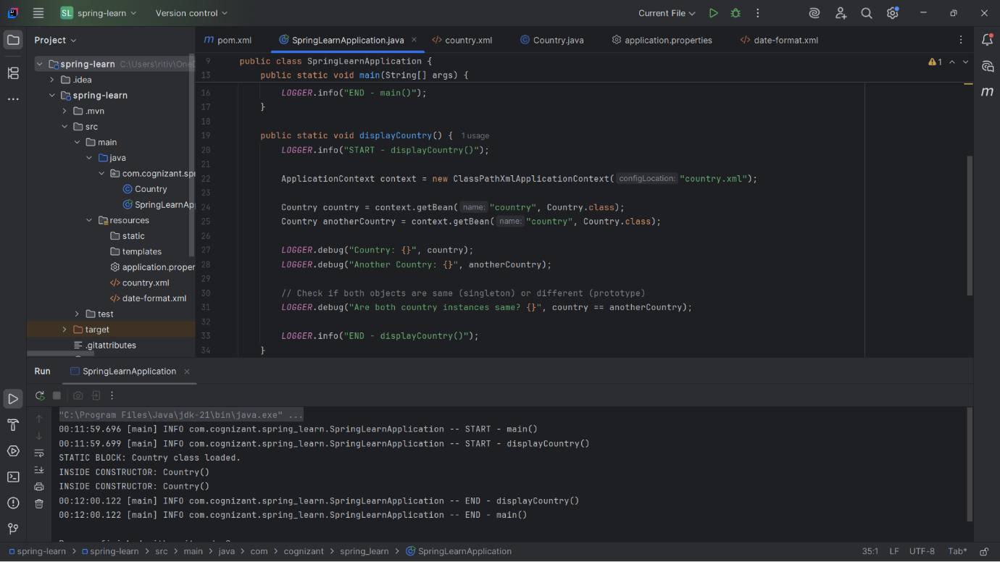 SL spring-learn Version control Current File
Project
m pom.xml SpringLearnApplication.java country.xml Country.java application.properties date-format.xml
spring-learn C:\Users\ritiv\One
.idea
spring-learn
.mvn
src
main
java
com.cognizant.spr
Country
SpringLearnAp
resources
static
templates
application.proper
country.xml
date-format.xml
test
target
.gitattributes
1
9 public class SpringLearnApplication {
13 public static void main(String[] args) {
16 LOGGER.info("END - main()");
17 }
18
19 public static void displayCountry() { 1 usage
20 LOGGER.info("START - displayCountry()");
21
22 ApplicationContext context = new ClassPathXmlApplicationContext( configLocation: "country.xml");
23
24 Country country = context.getBean( name: "country", Country.class);
25 Country anotherCountry = context.getBean( name: "country", Country.class);
26
27 LOGGER.debug("Country: {}", country);
28 LOGGER.debug("Another Country: {}", anotherCountry);
29
30 // Check if both objects are same (singleton) or different (prototype)
31 LOGGER.debug("Are both country instances same? {}", country == anotherCountry);
32
33 LOGGER.info("END - displayCountry()");
34 }
m
Run SpringLearnApplication
"C:\Program Files\Java\jdk-21\bin\java.exe" ...
00:11:59.696 [main] INFO com.cognizant.spring_learn.SpringLearnApplication -- START - main()
00:11:59.699 [main] INFO com.cognizant.spring_learn.SpringLearnApplication -- START - displayCountry()
STATIC BLOCK: Country class loaded.
INSIDE CONSTRUCTOR: Country()
INSIDE CONSTRUCTOR: Country()
00:12:00.122 [main] INFO com.cognizant.spring_learn.SpringLearnApplication -- END - displayCountry()
00:12:00.122 [main] INFO com.cognizant.spring_learn.SpringLearnApplication -- END - main()
spring-learn > spring-learn > src > main > java > com > cognizant > spring_learn > SpringLearnApplication 35:1 LF UTF-8 Tab*